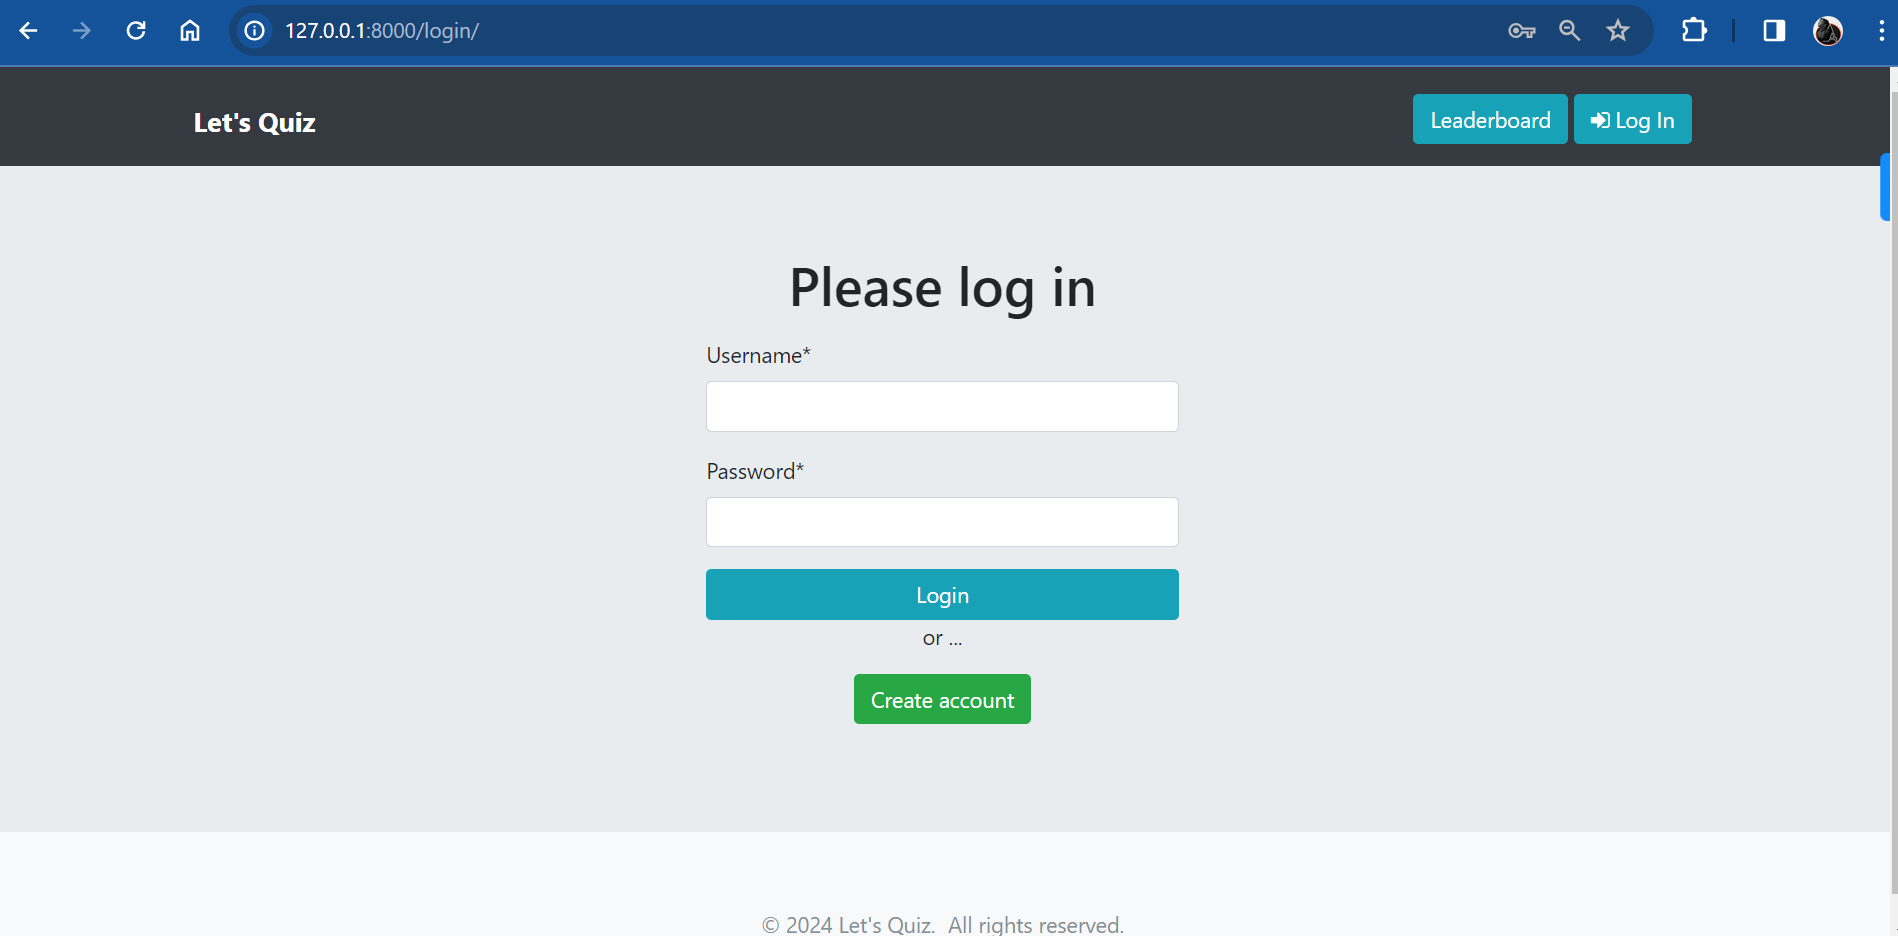 127.0.0.1:8000/login/
Let's Quiz
Leaderboard
Log In
Please log in
Username*
Password*
Login
or ...
Create account
© 2024 Let's Quiz. All rights reserved.